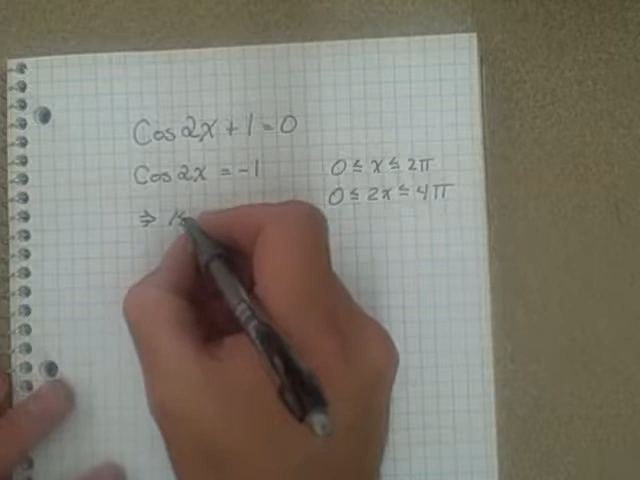 Cos 2x + 1 = 0
Cos 2x = -1
0 ≤ x ≤ 2π
0 ≤ 2x ≤ 4π
⇒